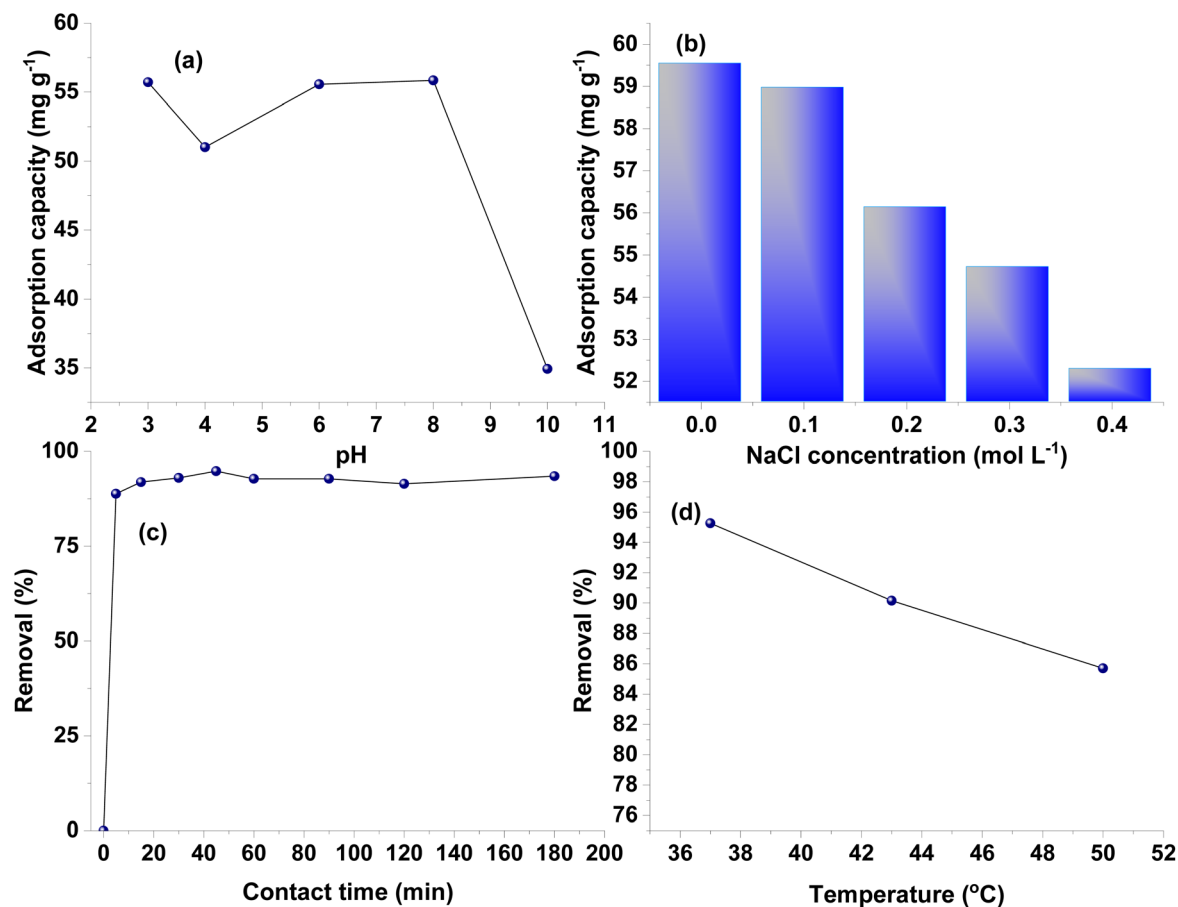 (a)
Adsorption capacity (mg g⁻¹)
60
55
50
45
40
35
2 3 4 5 6 7 8 9 10 11
pH
(b)
Adsorption capacity (mg g⁻¹)
60
59
58
57
56
55
54
53
52
0.0 0.1 0.2 0.3 0.4
NaCl concentration (mol L⁻¹)
(c)
Removal (%)
100
75
50
25
0
0 20 40 60 80 100 120 140 160 180 200
Contact time (min)
(d)
Removal (%)
100
98
96
94
92
90
88
86
84
82
80
78
76
36 38 40 42 44 46 48 50 52
Temperature (°C)